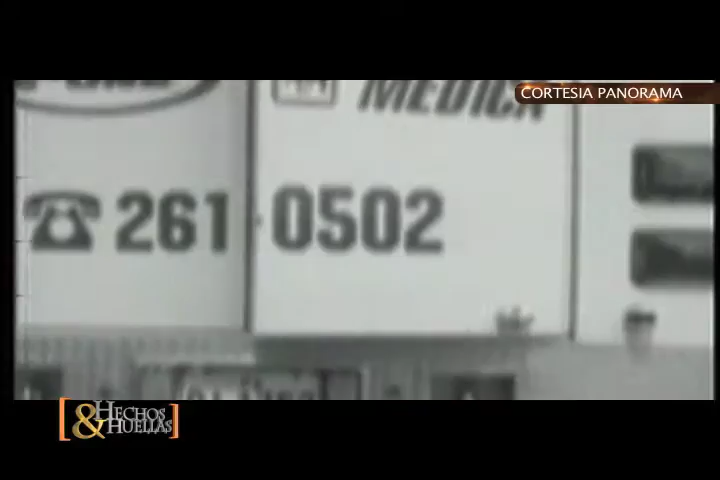 CORTESIA PANORAMA
MEDICA
☎ 261-0502
HECHOS
& HUELLAS